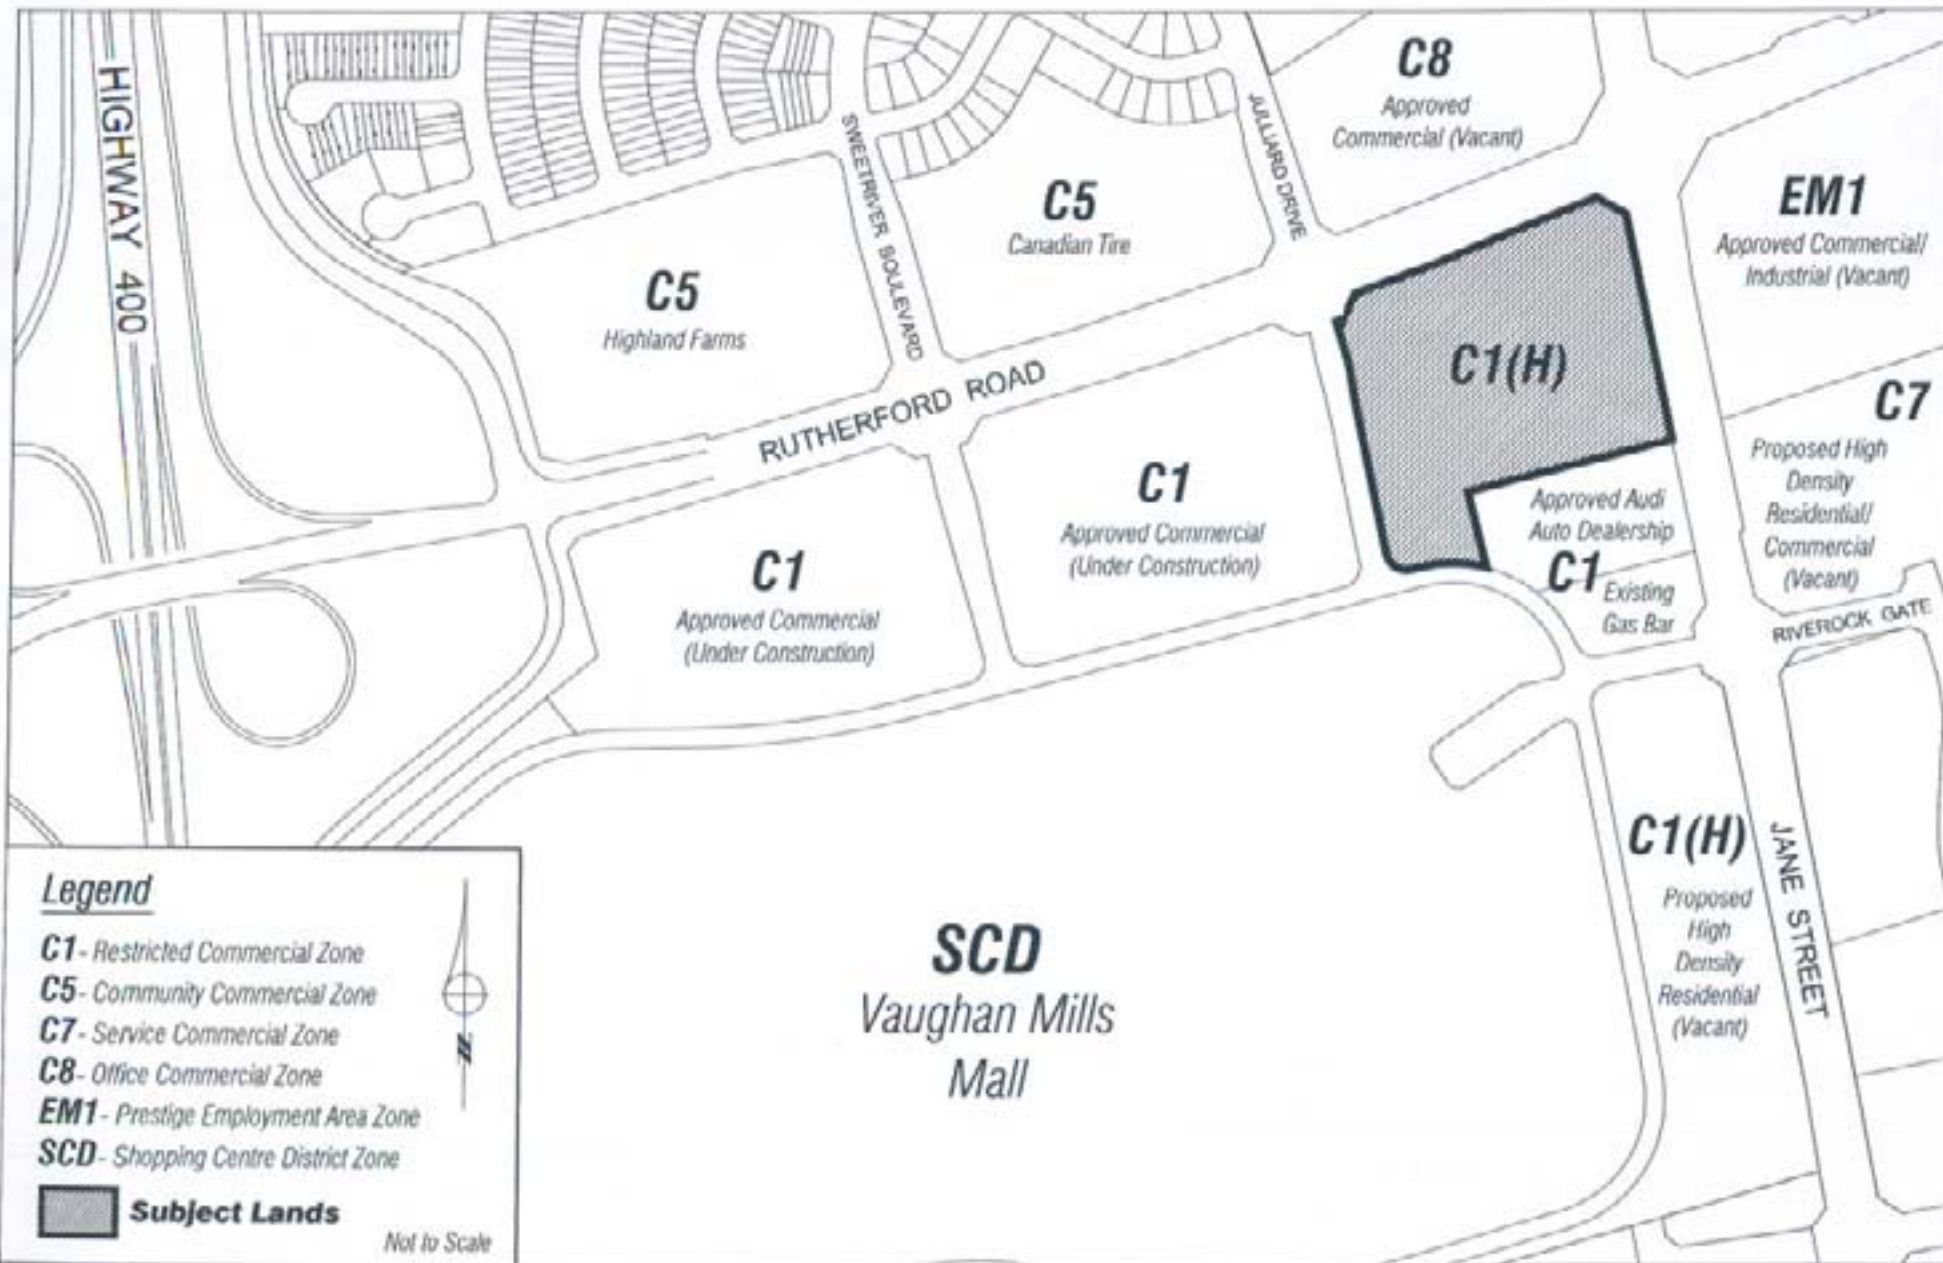 HIGHWAY 400
SWEETRIVER BOULEVARD
JULLIARD DRIVE
C8
Approved
Commercial (Vacant)
C5
Canadian Tire
EM1
Approved Commercial/
Industrial (Vacant)
C5
Highland Farms
RUTHERFORD ROAD
C1(H)
C7
Proposed High
Density
Residential/
Commercial
(Vacant)
C1
Approved Commercial
(Under Construction)
Approved Audi
Auto Dealership
C1
Existing
Gas Bar
C1
Approved Commercial
(Under Construction)
RIVEROCK GATE
C1(H)
Proposed
High
Density
Residential
(Vacant)
JANE STREET
SCD
Vaughan Mills
Mall
Legend
C1 - Restricted Commercial Zone
C5 - Community Commercial Zone
C7 - Service Commercial Zone
C8 - Office Commercial Zone
EM1 - Prestige Employment Area Zone
SCD - Shopping Centre District Zone
N
Subject Lands
Not to Scale